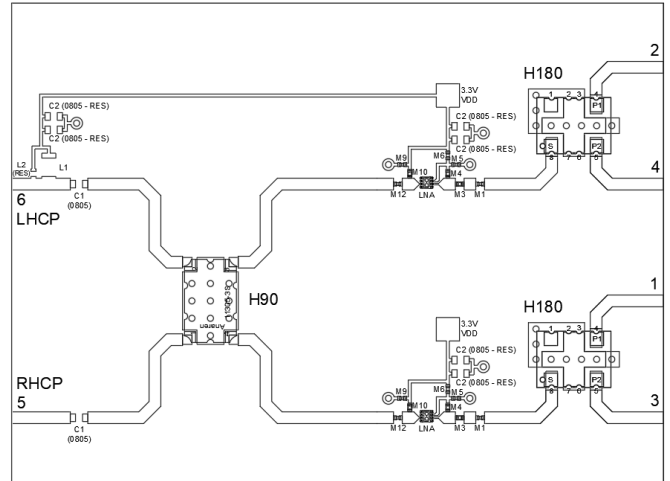 2
H180
1 2 3 4
P1
S P2
8 7 6 5
4
C2 (0805 - RES)
C2 (0805 - RES)
L2
(RES)
L1
C1
(0805)
6
LHCP
3.3V
VDD
C2 (0805 - RES)
C2 (0805 - RES)
M6
M9 M5
M10 M4
M12 LNA M3 M1
H90
11305-3S
Anaren
1
H180
1 2 3 4
P1
S P2
8 7 6 5
3
3.3V
VDD
C2 (0805 - RES)
C2 (0805 - RES)
M6
M9 M5
M10 M4
M12 LNA M3 M1
RHCP
5
C1
(0805)